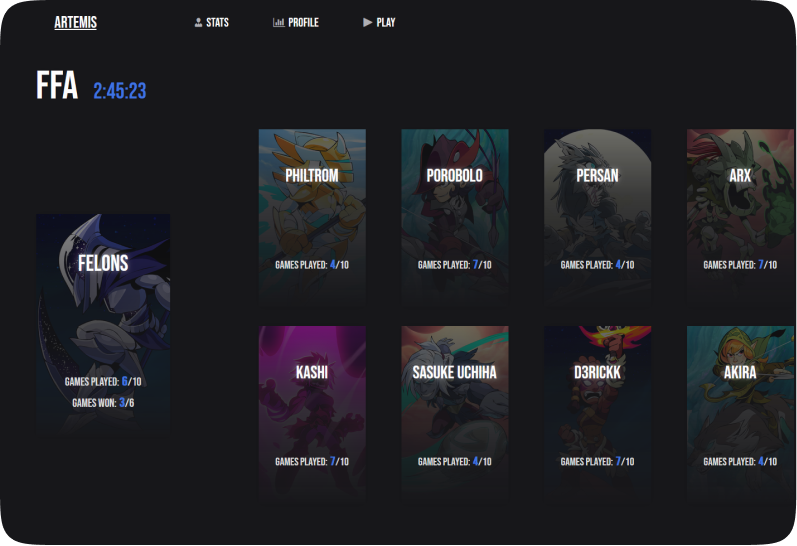 ARTEMIS STATS PROFILE PLAY
FFA 2:45:23
FELONS
GAMES PLAYED: 6/10
GAMES WON: 3/6
PHILTROM
GAMES PLAYED: 4/10
POROBOLO
GAMES PLAYED: 7/10
PERSAN
GAMES PLAYED: 4/10
ARX
GAMES PLAYED: 7/10
KASHI
GAMES PLAYED: 7/10
SASUKE UCHIHA
GAMES PLAYED: 4/10
D3RICKK
GAMES PLAYED: 7/10
AKIRA
GAMES PLAYED: 4/10